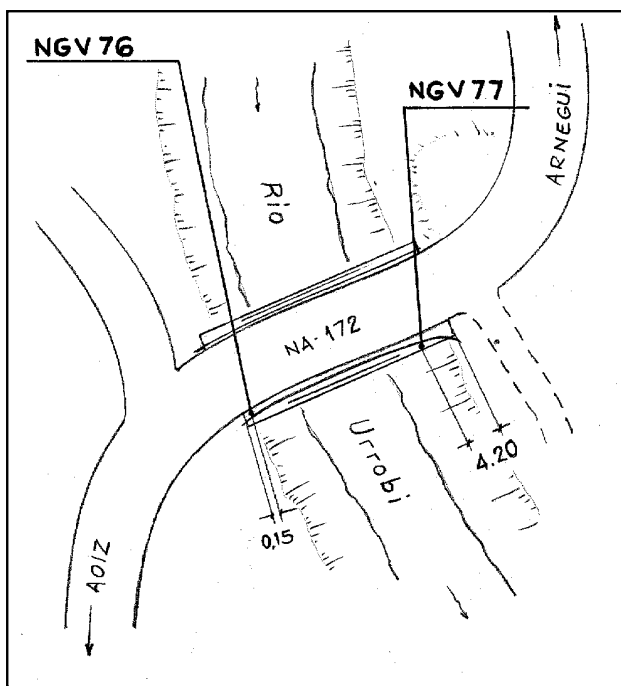 NGV 76
NGV 77
ARNEGUI
Rio
NA-172
Urrobi
4.20
0,15
AOIZ